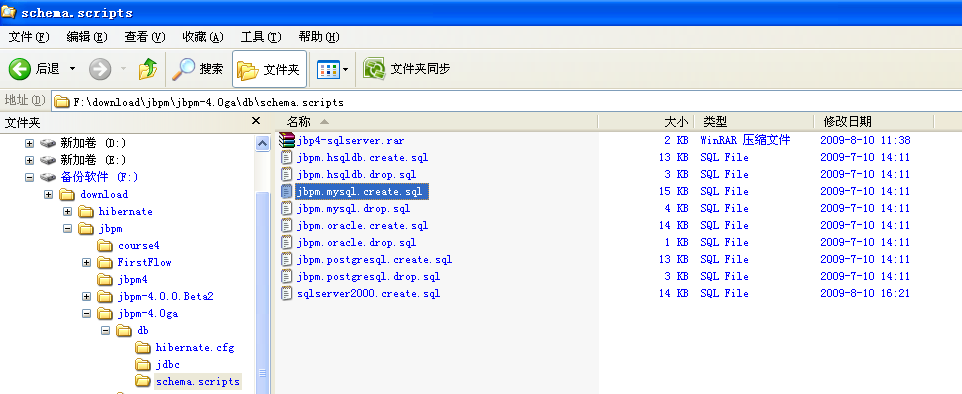 schema.scripts
文件(F) 编辑(E) 查看(V) 收藏(A) 工具(T) 帮助(H)
后退 搜索 文件夹 文件夹同步
地址(D) F:\download\jbpm\jbpm-4.0ga\db\schema.scripts
文件夹
新加卷 (D:)
新加卷 (E:)
备份软件 (F:)
download
hibernate
jbpm
course4
FirstFlow
jbpm4
jbpm-4.0.0.Beta2
jbpm-4.0ga
db
hibernate.cfg
jdbc
schema.scripts
名称 大小 类型 修改日期
jbp4-sqlserver.rar 2 KB WinRAR 压缩文件 2009-8-10 11:38
jbpm.hsqldb.create.sql 13 KB SQL File 2009-7-10 14:11
jbpm.hsqldb.drop.sql 3 KB SQL File 2009-7-10 14:11
jbpm.mysql.create.sql 15 KB SQL File 2009-7-10 14:11
jbpm.mysql.drop.sql 4 KB SQL File 2009-7-10 14:11
jbpm.oracle.create.sql 14 KB SQL File 2009-7-10 14:11
jbpm.oracle.drop.sql 1 KB SQL File 2009-7-10 14:11
jbpm.postgresql.create.sql 13 KB SQL File 2009-7-10 14:11
jbpm.postgresql.drop.sql 3 KB SQL File 2009-7-10 14:11
sqlserver2000.create.sql 14 KB SQL File 2009-8-10 16:21